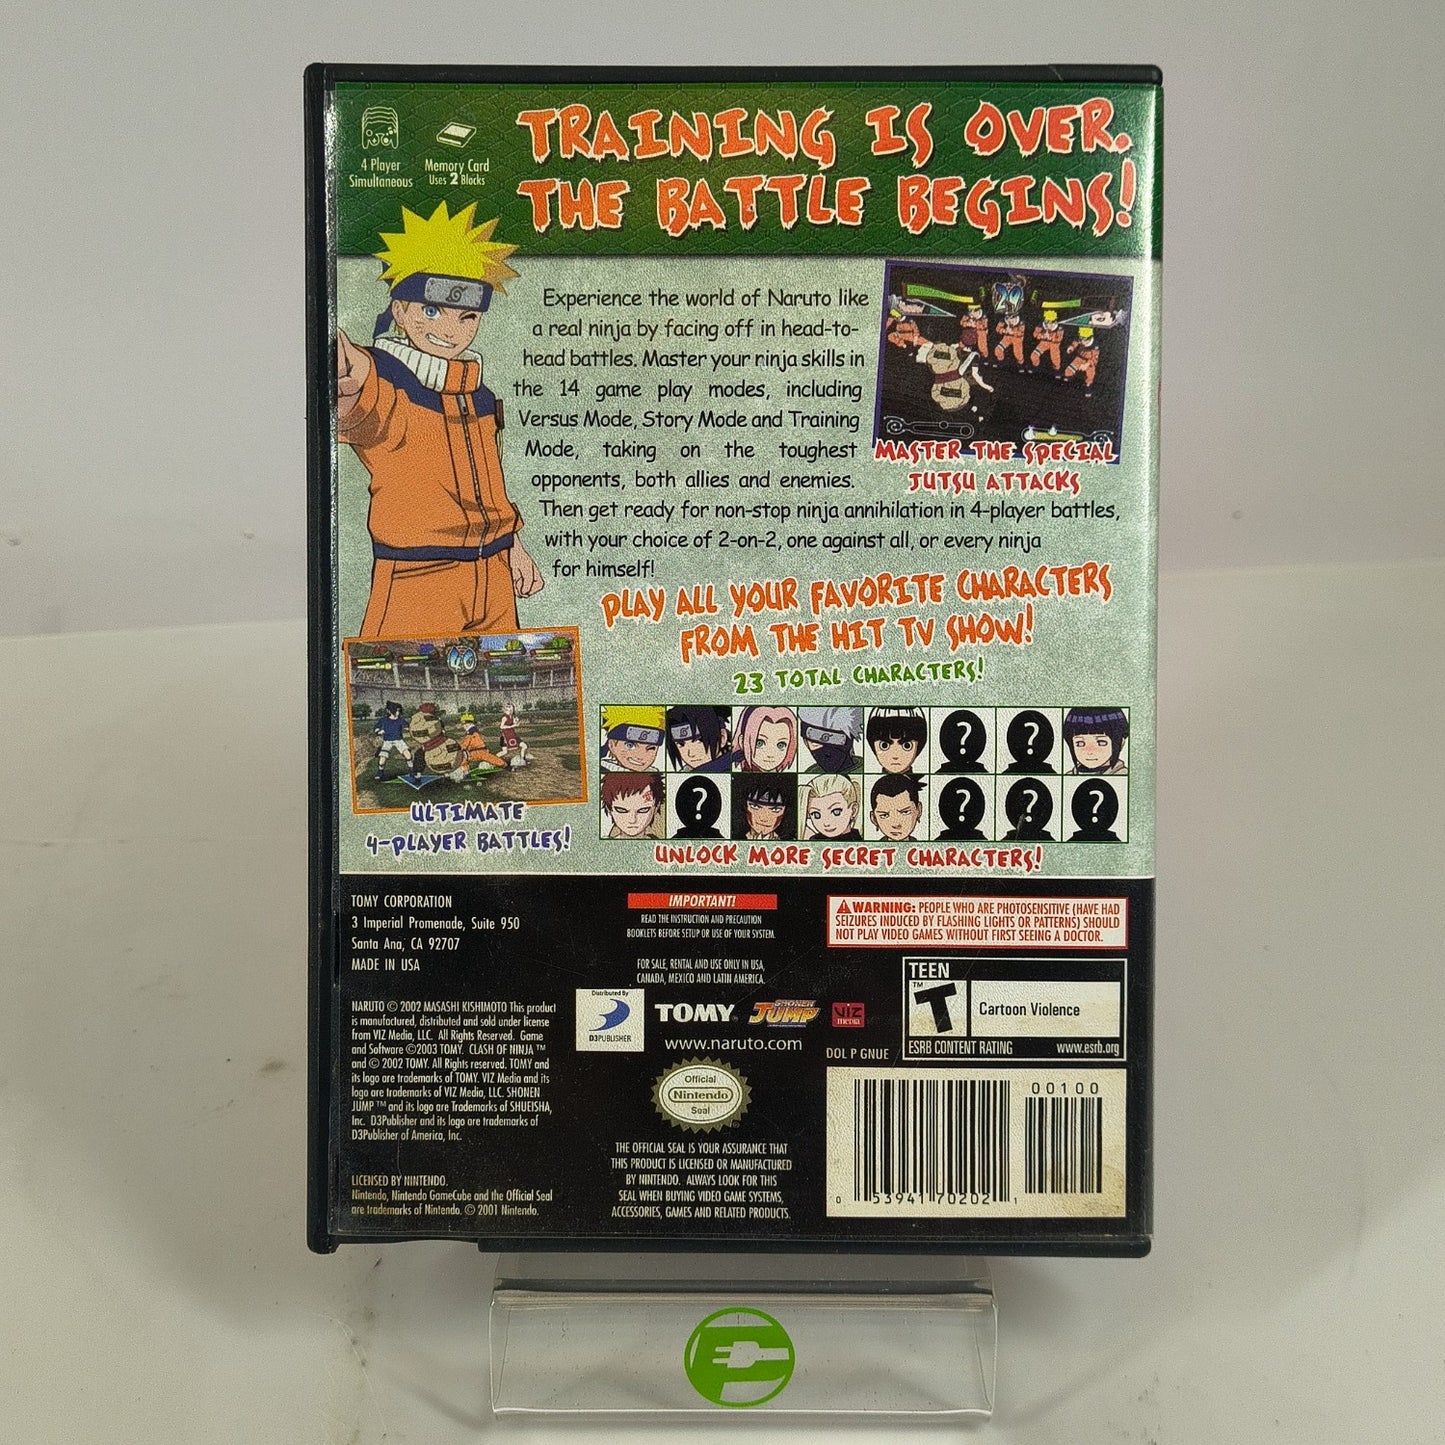 4 Player
Simultaneous
Memory Card
Uses 2 Blocks
TRAINING IS OVER.
THE BATTLE BEGINS!
Experience the world of Naruto like
a real ninja by facing off in head-to-
head battles. Master your ninja skills in
the 14 game play modes, including
Versus Mode, Story Mode and Training
Mode, taking on the toughest
opponents, both allies and enemies.
Then get ready for non-stop ninja annihilation in 4-player battles,
with your choice of 2-on-2, one against all, or every ninja
for himself!
29
MASTER THE SPECIAL
JUTSU ATTACKS
PLAY ALL YOUR FAVORITE CHARACTERS
FROM THE HIT TV SHOW!
23 TOTAL CHARACTERS!
? ?
? ? ? ?
UNLOCK MORE SECRET CHARACTERS!
ULTIMATE
4-PLAYER BATTLES!
TOMY CORPORATION
3 Imperial Promenade, Suite 950
Santa Ana, CA 92707
MADE IN USA
NARUTO © 2002 MASASHI KISHIMOTO This product
is manufactured, distributed and sold under license
from VIZ Media, LLC. All Rights Reserved. Game
and Software ©2003 TOMY. CLASH OF NINJA ™
and © 2002 TOMY. All Rights reserved. TOMY and
its logo are trademarks of TOMY. VIZ Media and its
logo are trademarks of VIZ Media, LLC. SHONEN
JUMP ™ and its logo are Trademarks of SHUEISHA,
Inc. D3Publisher and its logo are trademarks of
D3Publisher of America, Inc.
LICENSED BY NINTENDO.
Nintendo, Nintendo GameCube and the Official Seal
are trademarks of Nintendo. © 2001 Nintendo.
IMPORTANT!
READ THE INSTRUCTION AND PRECAUTION
BOOKLETS BEFORE SETUP OR USE OF YOUR SYSTEM.
FOR SALE, RENTAL AND USE ONLY IN USA,
CANADA, MEXICO AND LATIN AMERICA.
Distributed By
D3PUBLISHER
TOMY
SHONEN
JUMP
VIZ
media
www.naruto.com
Official
Nintendo
Seal
THE OFFICIAL SEAL IS YOUR ASSURANCE THAT
THIS PRODUCT IS LICENSED OR MANUFACTURED
BY NINTENDO. ALWAYS LOOK FOR THIS
SEAL WHEN BUYING VIDEO GAME SYSTEMS,
ACCESSORIES, GAMES AND RELATED PRODUCTS.
WARNING: PEOPLE WHO ARE PHOTOSENSITIVE (HAVE HAD
SEIZURES INDUCED BY FLASHING LIGHTS OR PATTERNS) SHOULD
NOT PLAY VIDEO GAMES WITHOUT FIRST SEEING A DOCTOR.
TEEN
T™
Cartoon Violence
ESRB CONTENT RATING www.esrb.org
DOL P GNUE
00100
0 53941 70202 1